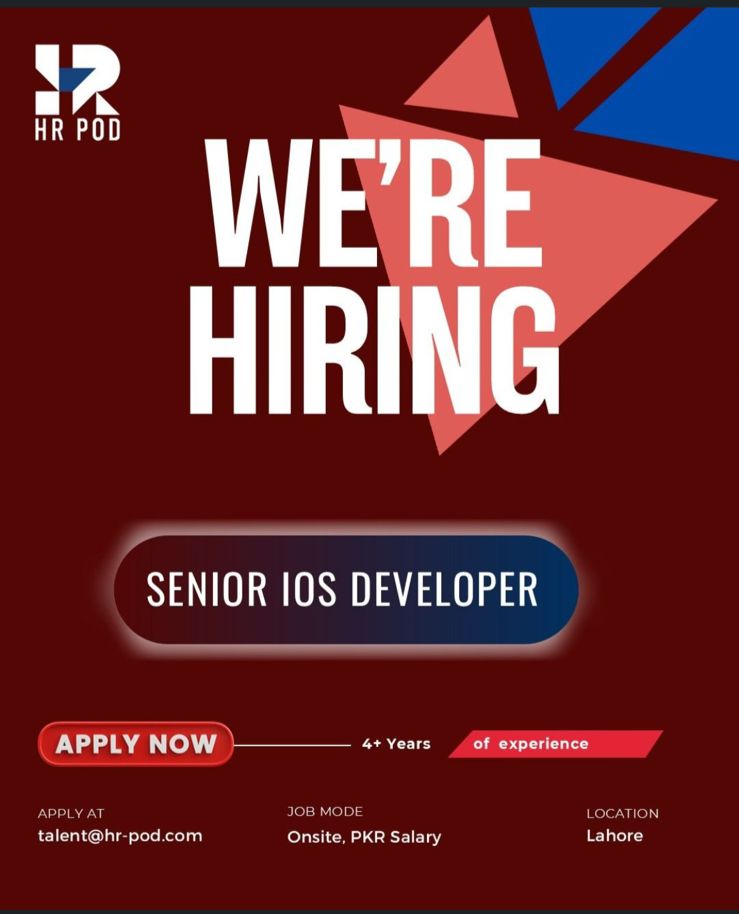 HR POD
WE'RE
HIRING
SENIOR IOS DEVELOPER
APPLY NOW
4+ Years of experience
APPLY AT
talent@hr-pod.com
JOB MODE
Onsite, PKR Salary
LOCATION
Lahore